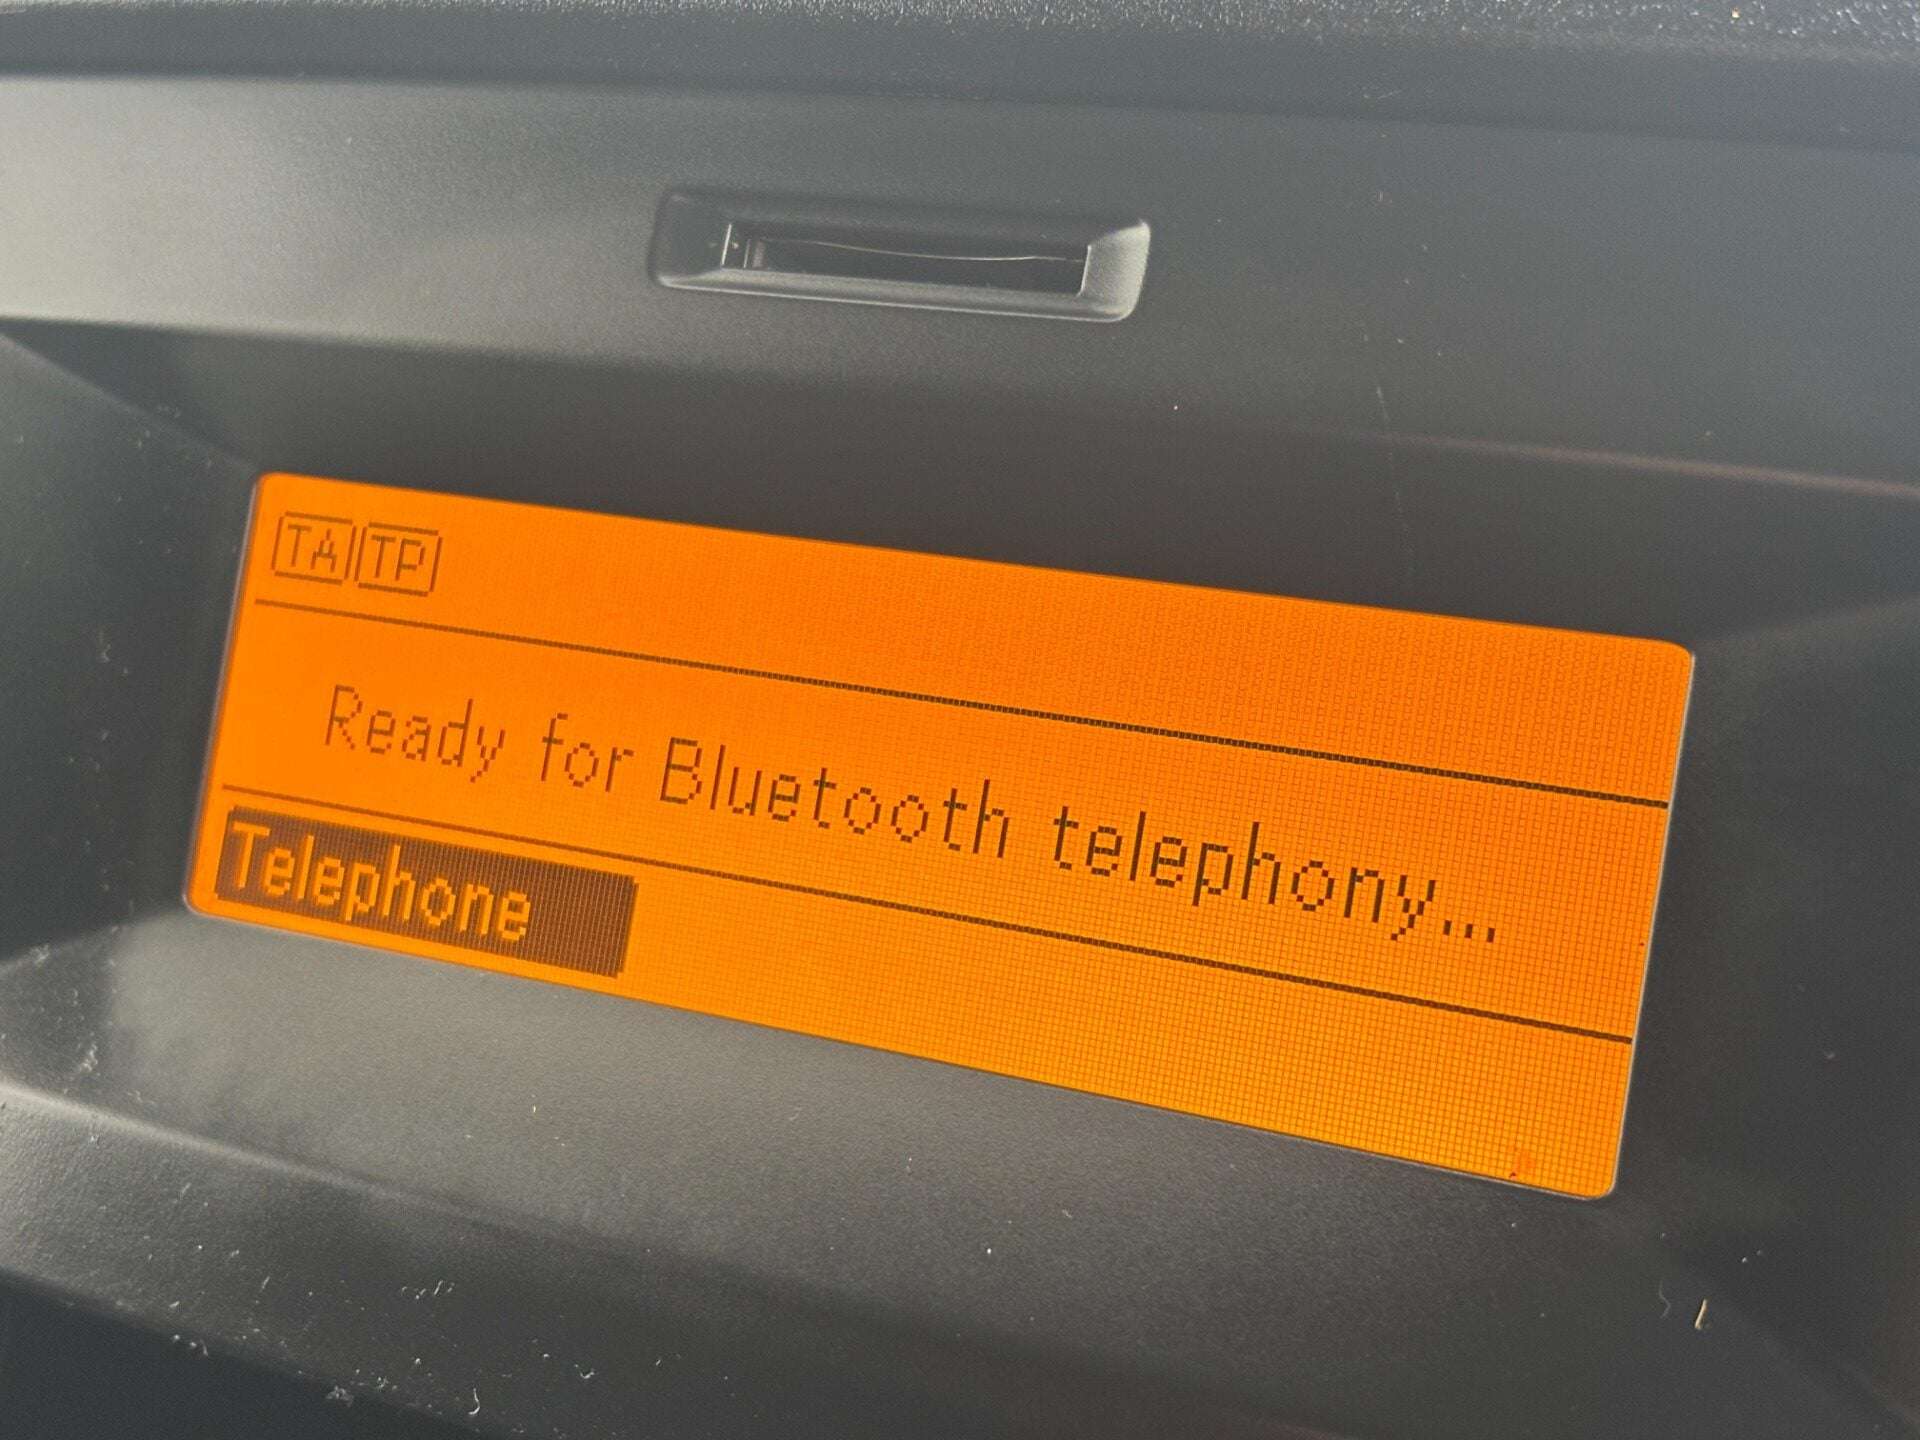 TA TP
Ready for Bluetooth telephony...
Telephone